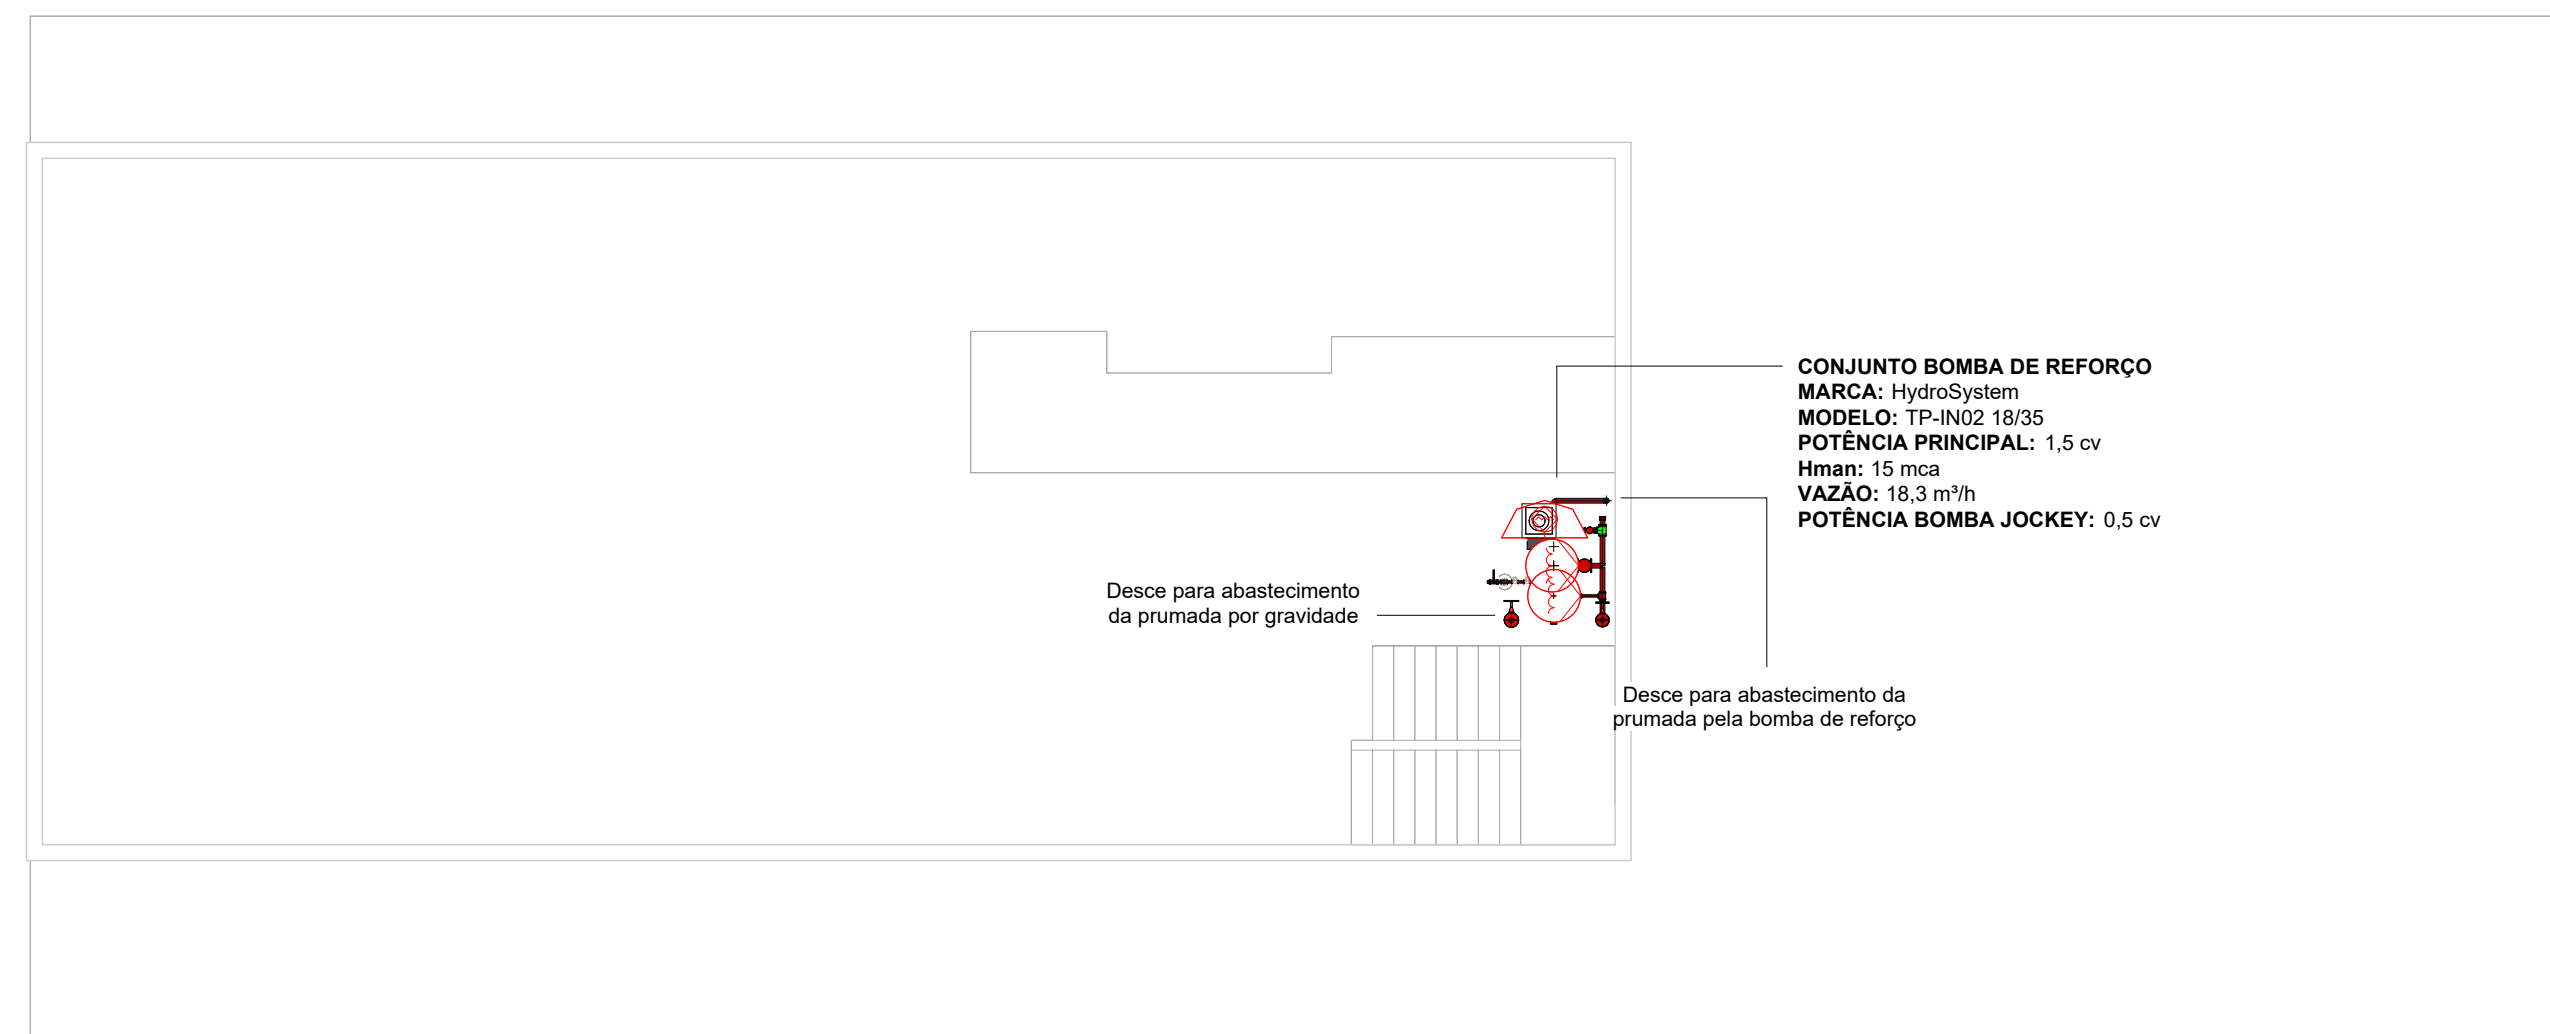 CONJUNTO BOMBA DE REFORÇO
MARCA: HydroSystem
MODELO: TP-IN02 18/35
POTÊNCIA PRINCIPAL: 1,5 cv
Hman: 15 mca
VAZÃO: 18,3 m³/h
POTÊNCIA BOMBA JOCKEY: 0,5 cv
Desce para abastecimento
da prumada por gravidade
Desce para abastecimento da
prumada pela bomba de reforço